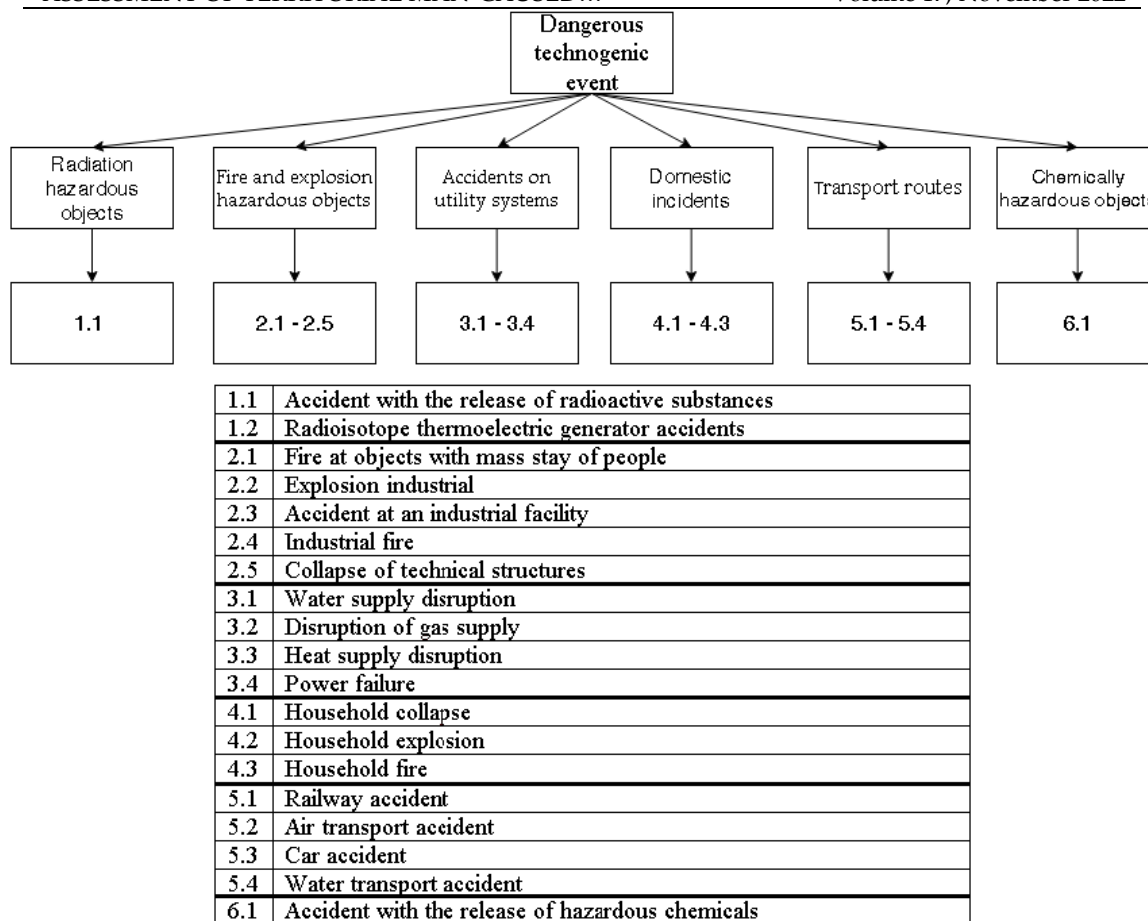 Dangerous
technogenic
event
Radiation
hazardous
objects
Fire and explosion
hazardous objects
Accidents on
utility systems
Domestic
incidents
Transport routes
Chemically
hazardous object
1.1
2.1 - 2.5
3.1 - 3.4
4.1 - 4.3
5.1 - 5.4
6.1
1.1 Accident with the release of radioactive substances
1.2 Radioisotope thermoelectric generator accidents
2.1 Fire at objects with mass stay of people
2.2 Explosion industrial
2.3 Accident at an industrial facility
2.4 Industrial fire
2.5 Collapse of technical structures
3.1 Water supply disruption
3.2 Disruption of gas supply
3.3 Heat supply disruption
3.4 Power failure
4.1 Household collapse
4.2 Household explosion
4.3 Household fire
5.1 Railway accident
5.2 Air transport accident
5.3 Car accident
5.4 Water transport accident
6.1 Accident with the release of hazardous chemicals